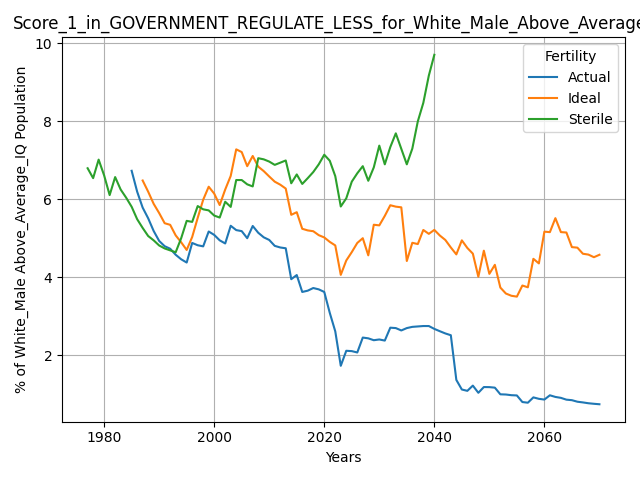 Score_1_in_GOVERNMENT_REGULATE_LESS_for_White_Male_Above_Average
Fertility
Actual
Ideal
Sterile
% of White_Male Above_Average_IQ Population
10
8
6
4
2
1980 2000 2020 2040 2060
Years